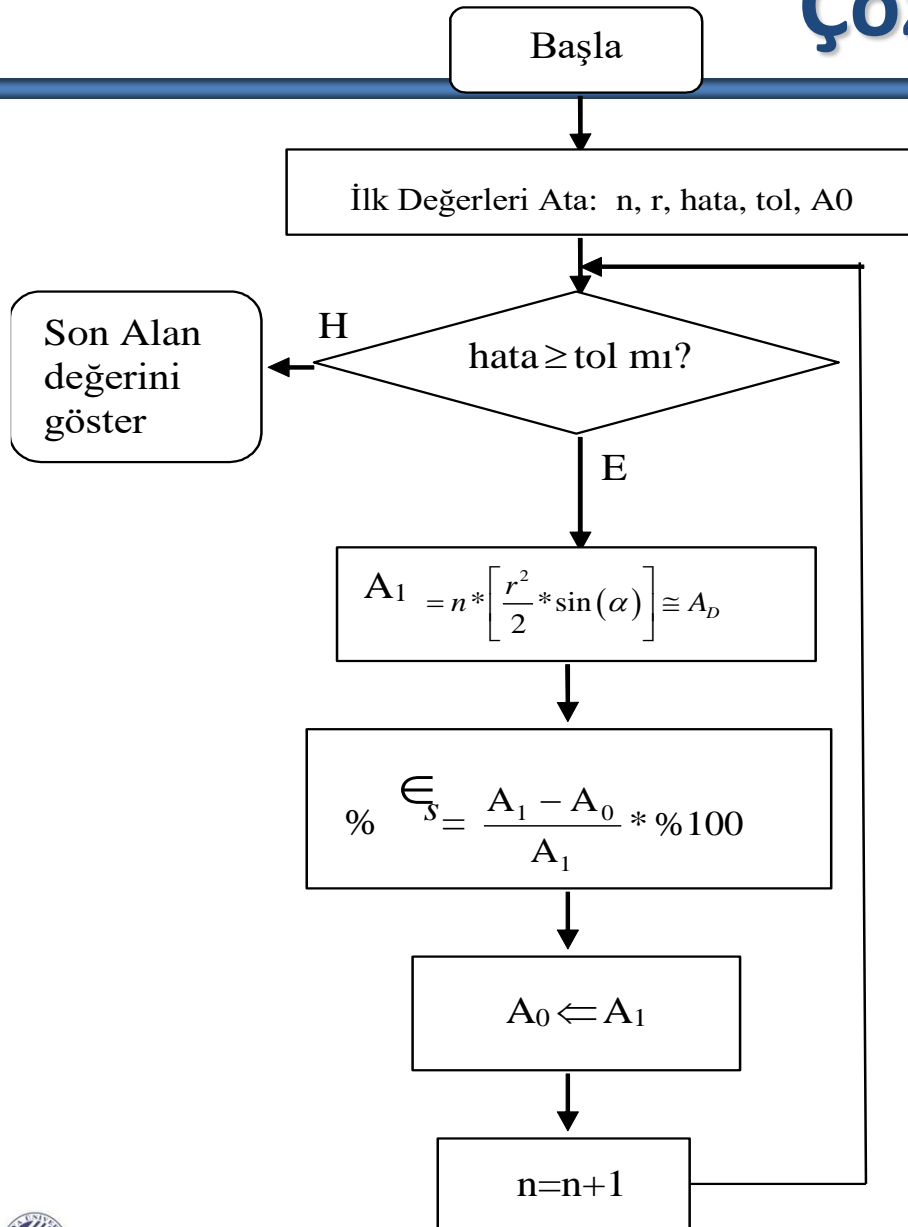 Başla
İlk Değerleri Ata: n, r, hata, tol, A0
hata ≥ tol mı?
H
Son Alan
değerini
göster
E
A₁ = n * [ r² / 2 * sin(α) ] ≅ A_D
% ∈s = (A₁ − A₀) / A₁ * %100
A₀ ⇐ A₁
n=n+1